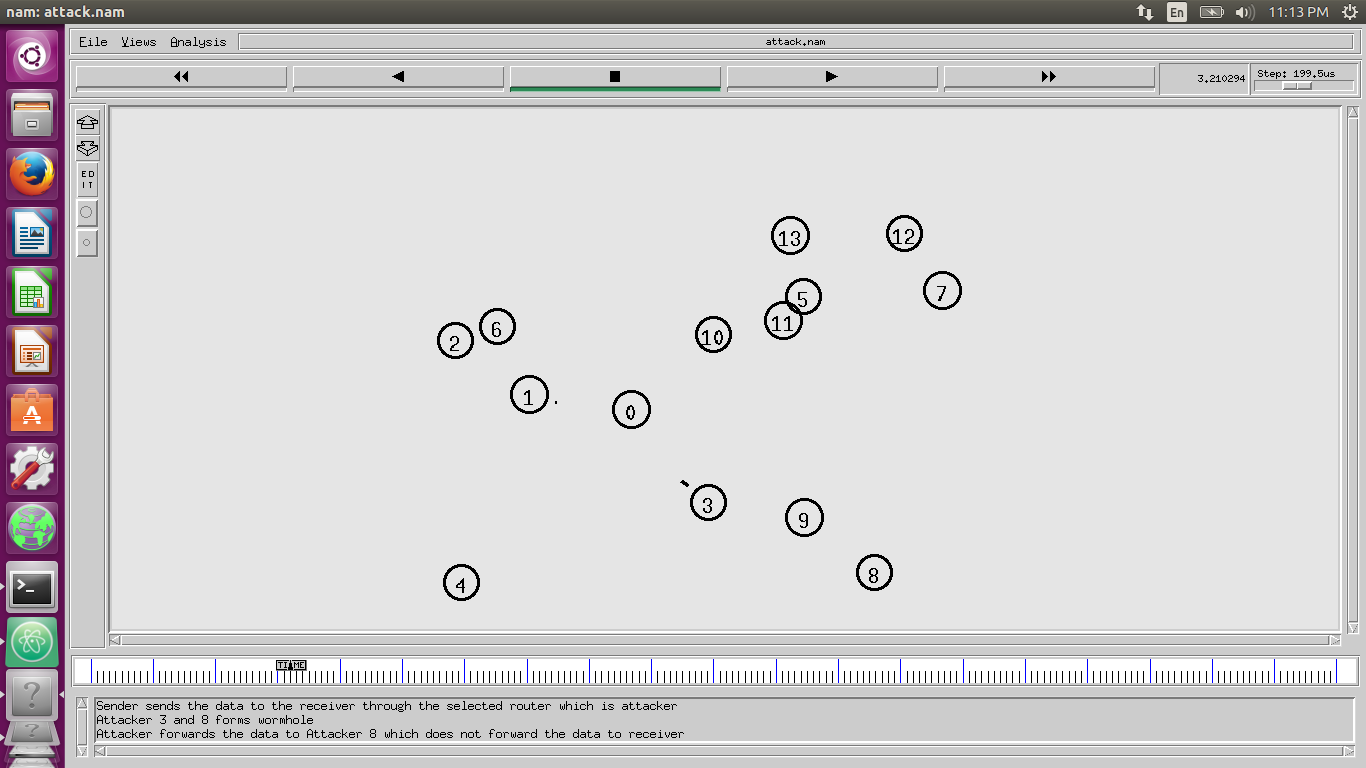 nam: attack.nam
En
11:13 PM
File Views Analysis
attack.nam
3.210294
Step: 199.5us
ED
IT
13
12
5
7
11
6
10
2
1
0
3
9
8
4
TIME
Sender sends the data to the receiver through the selected router which is attacker
Attacker 3 and 8 forms wormhole
Attacker forwards the data to Attacker 8 which does not forward the data to receiver